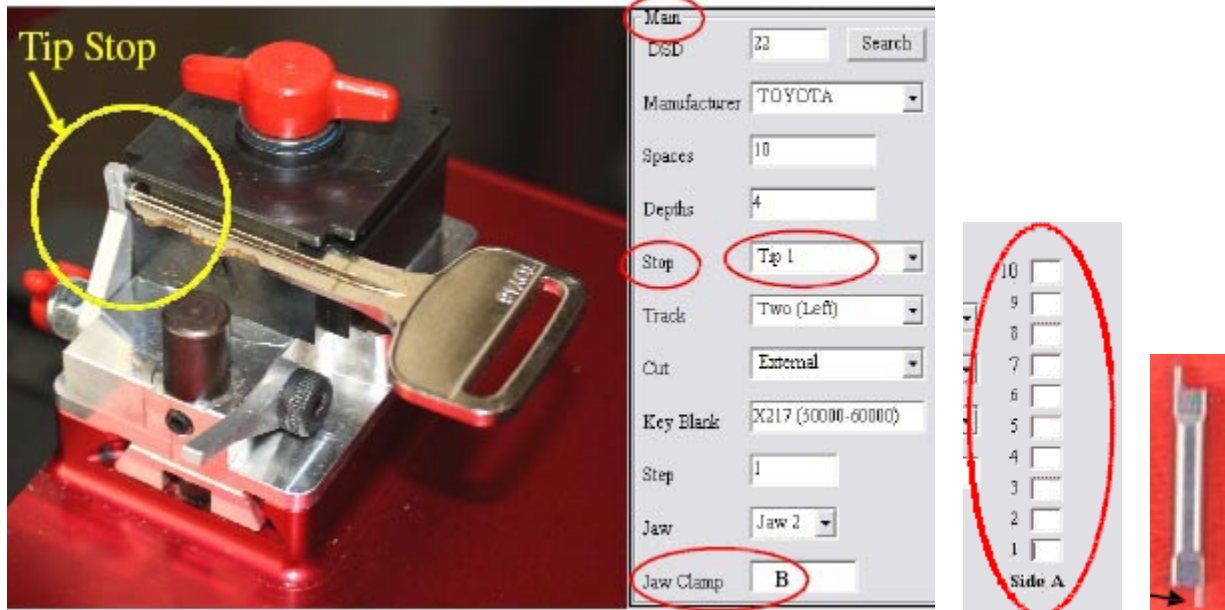 Tip Stop
TOYOTA
Main
DSD 22 Search
Manufacturer TOYOTA
Spaces 10
Depths 4
Stop Tip 1
Track Two (Left)
Cut External
Key Blank X217 (50000-60000)
Step 1
Jaw Jaw 2
Jaw Clamp B
10
9
8
7
6
5
4
3
2
1
Side A